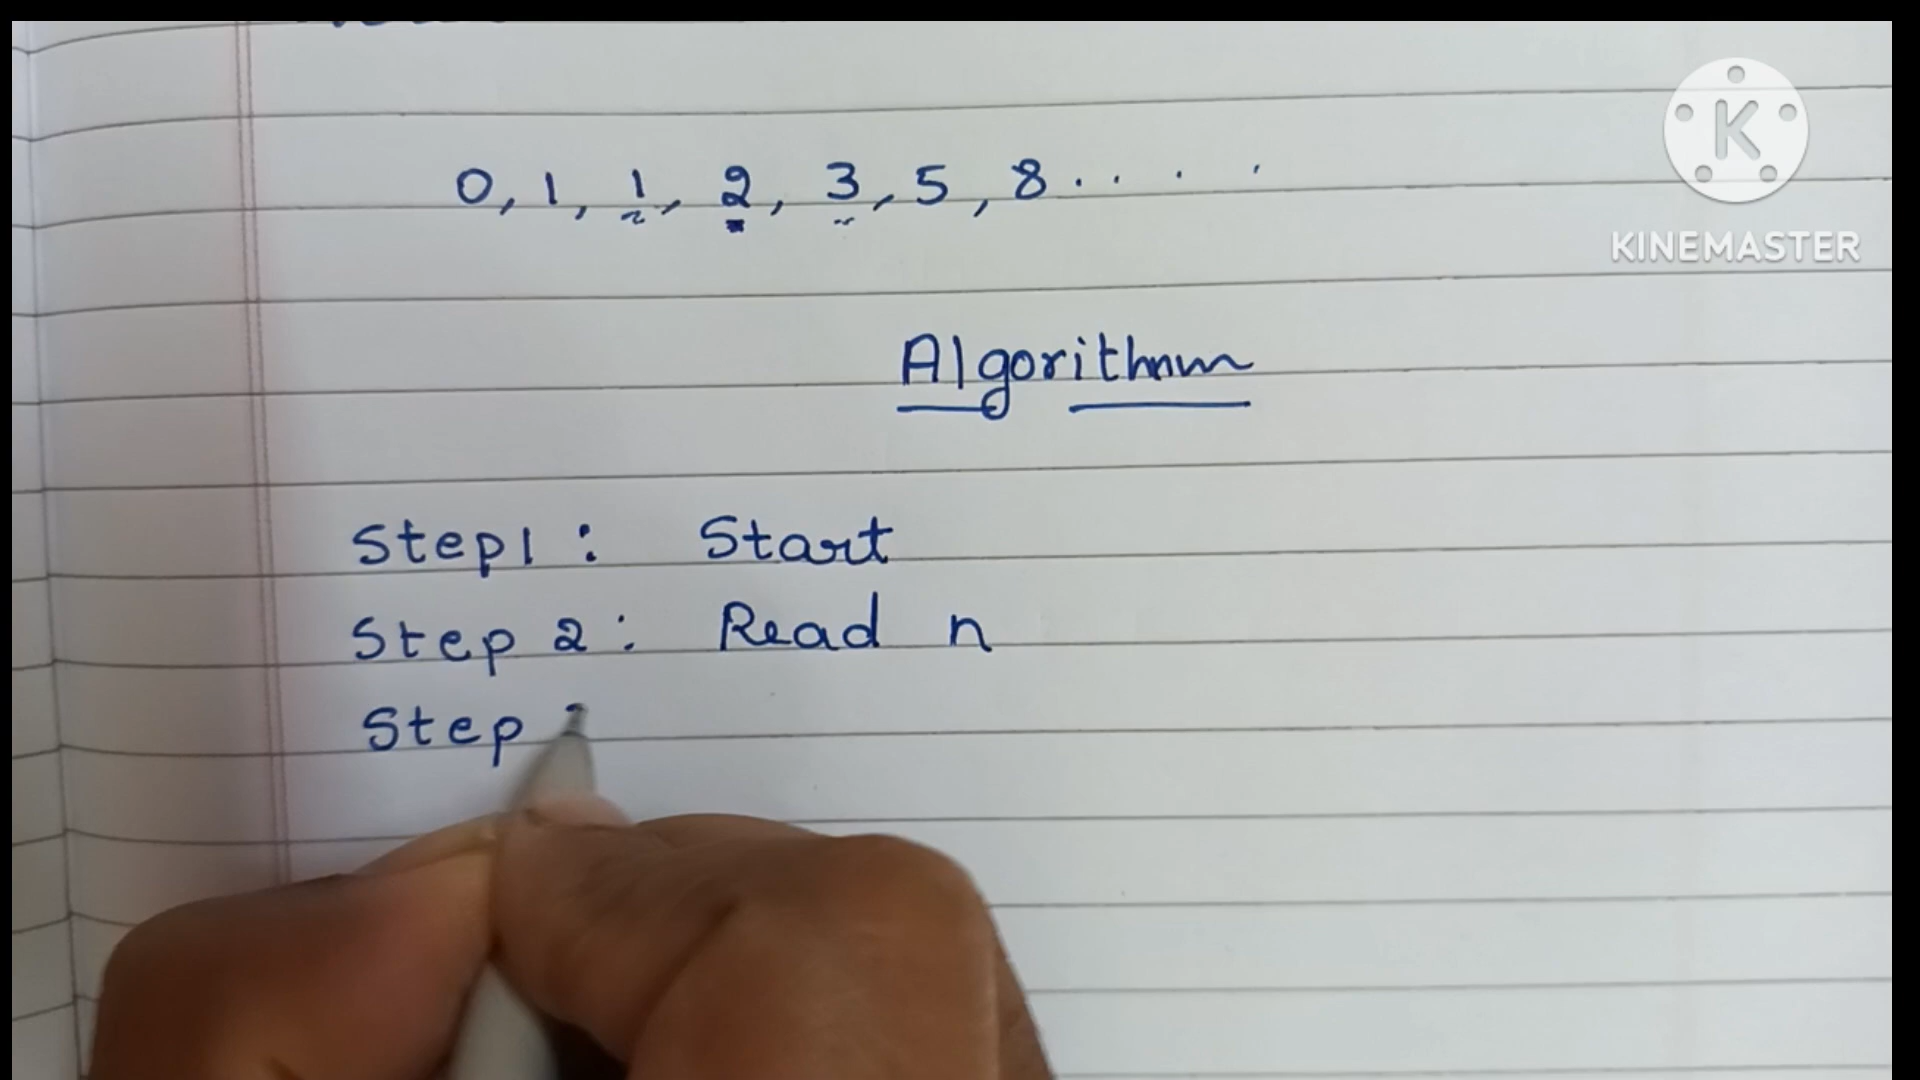 0, 1, 1, 2, 3, 5, 8 . . . .
K
KINEMASTER
Algorithm
Step1 : Start
Step 2 : Read n
Step